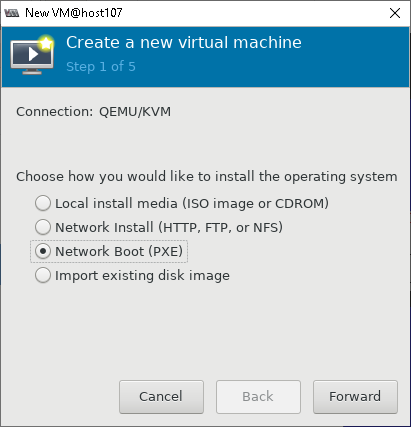 New VM@host107
Create a new virtual machine
Step 1 of 5
Connection: QEMU/KVM
Choose how you would like to install the operating system
Local install media (ISO image or CDROM)
Network Install (HTTP, FTP, or NFS)
Network Boot (PXE)
Import existing disk image
Cancel
Back
Forward